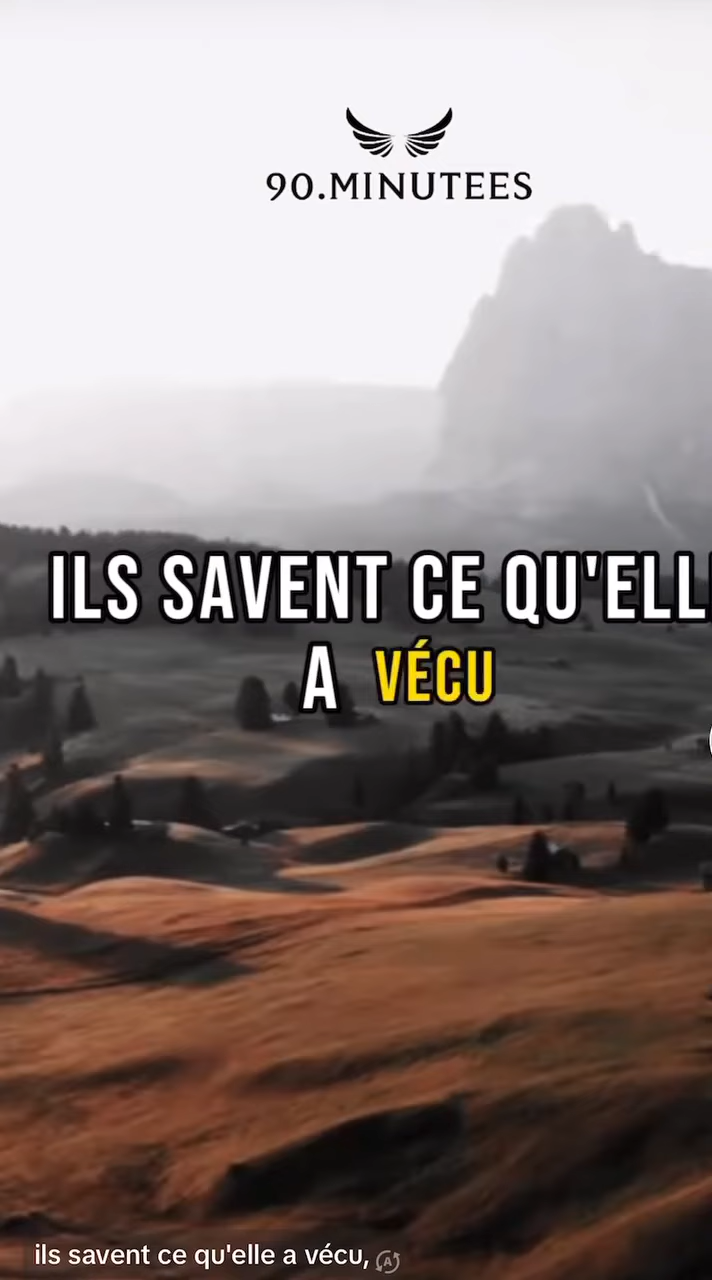 90.MINUTEES
ILS SAVENT CE QU'ELL
A VÉCU
ils savent ce qu'elle a vécu,